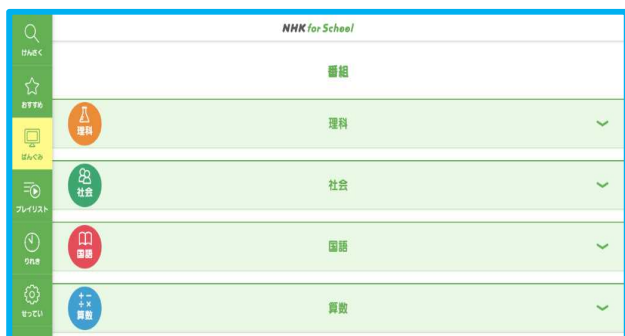 けんさく
おすすめ
ばんぐみ
プレイリスト
りれき
せってい
NHK for School
番組
理科
理科
社会
社会
国語
国語
算数
算数